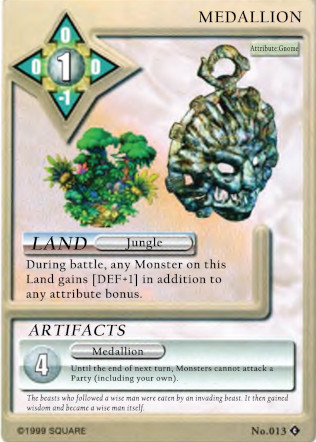 MEDALLION
Attribute.Gnome
0
0 1 0
-1
LAND Jungle
During battle, any Monster on this
Land gains [DEF+1] in addition to
any attribute bonus.
ARTIFACTS
4
Medallion
Until the end of next turn, Monsters cannot attack a
Party (including your own).
The beasts who followed a wise man were eaten by an invading beast. It then gained
wisdom and became a wise man itself.
©1999 SQUARE No.013 C